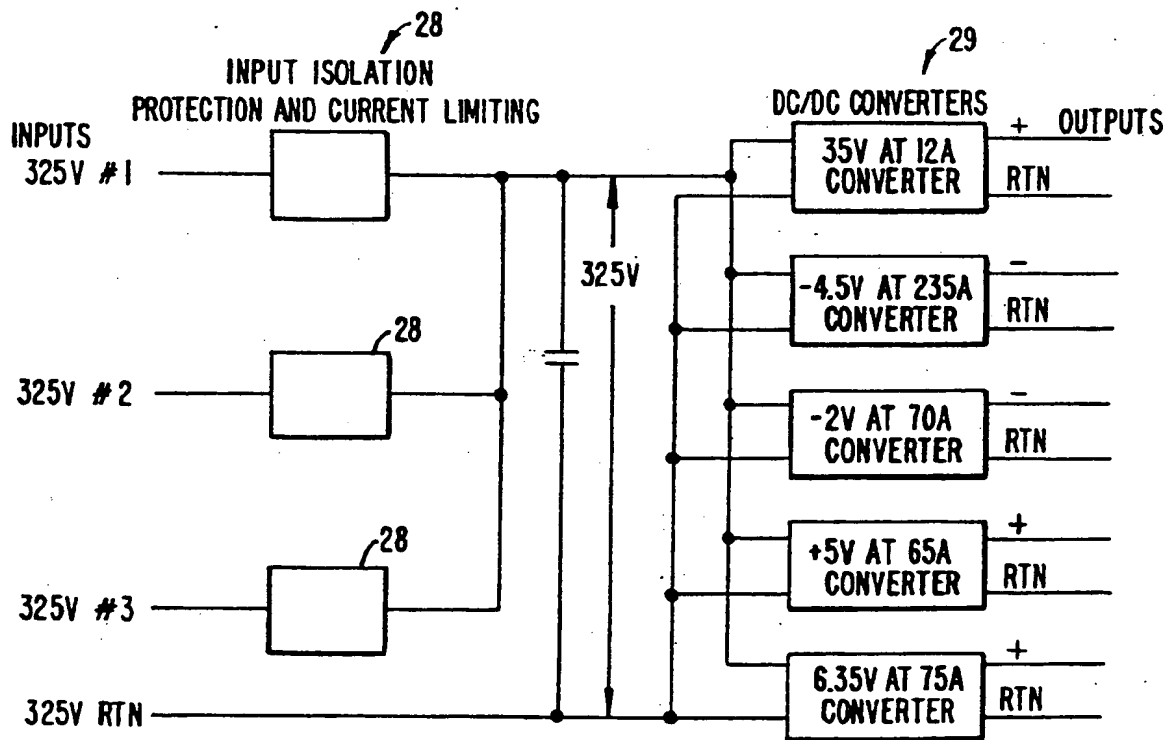 28
INPUT ISOLATION
PROTECTION AND CURRENT LIMITING
INPUTS
325V #1
28
325V #2
28
325V #3
325V RTN
325V
29
DC/DC CONVERTERS
OUTPUTS
35V AT 12A
CONVERTER
+
RTN
-4.5V AT 235A
CONVERTER
-
RTN
-2V AT 70A
CONVERTER
-
RTN
+5V AT 65A
CONVERTER
+
RTN
6.35V AT 75A
CONVERTER
+
RTN